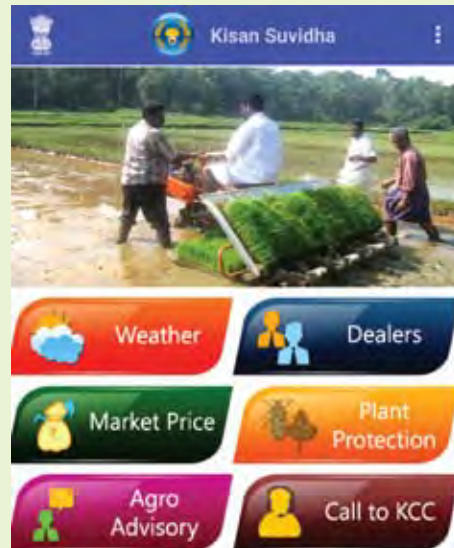 Kisan Suvidha
Weather
Dealers
Market Price
Plant
Protection
Agro
Advisory
Call to KCC